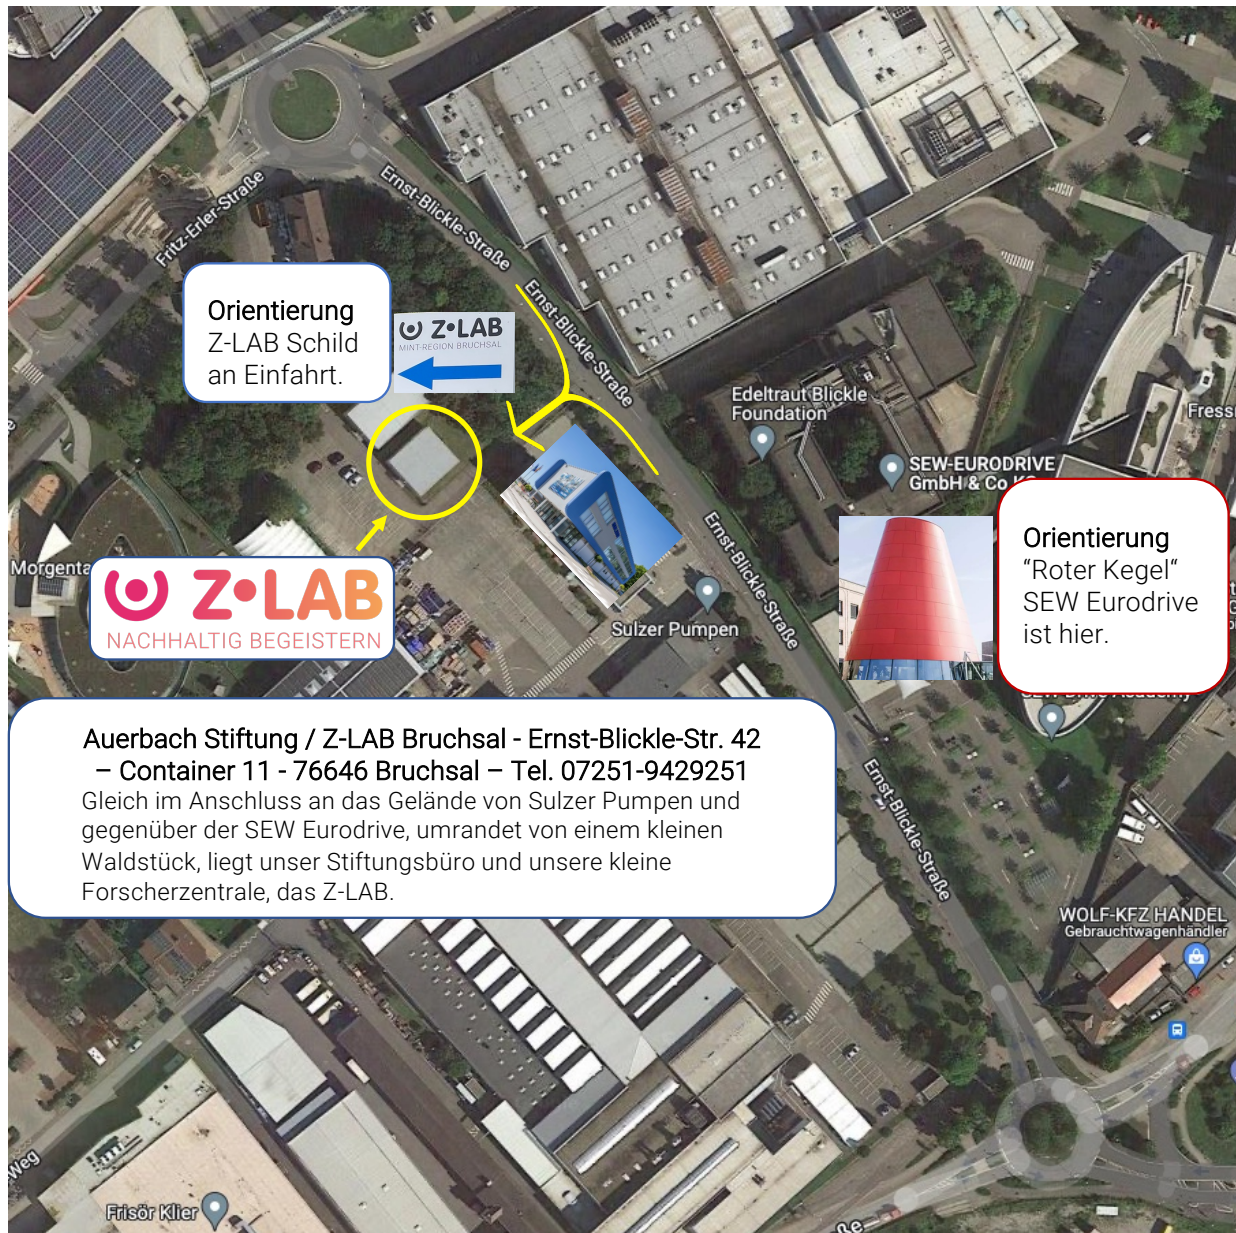 Fritz-Erler-Straße
Ernst-Blickle-Straße
Ernst-Blickle-Straße
Orientierung
Z-LAB Schild
an Einfahrt.
Z•LAB
MINT-REGION BRUCHSAL
Edeltraut Blickle
Foundation
Fress
SEW-EURODRIVE
GmbH & Co KG
Orientierung
“Roter Kegel“
SEW Eurodrive
ist hier.
Ernst-Blickle-Straße
Morgenta
Z•LAB
NACHHALTIG BEGEISTERN
Sulzer Pumpen
Auerbach Stiftung / Z-LAB Bruchsal - Ernst-Blickle-Str. 42
– Container 11 - 76646 Bruchsal – Tel. 07251-9429251
Gleich im Anschluss an das Gelände von Sulzer Pumpen und
gegenüber der SEW Eurodrive, umrandet von einem kleinen
Waldstück, liegt unser Stiftungsbüro und unsere kleine
Forscherzentrale, das Z-LAB.
Ernst-Blickle-Straße
WOLF-KFZ HANDEL
Gebrauchtwagenhändler
Weg
Frisör Klier
ße